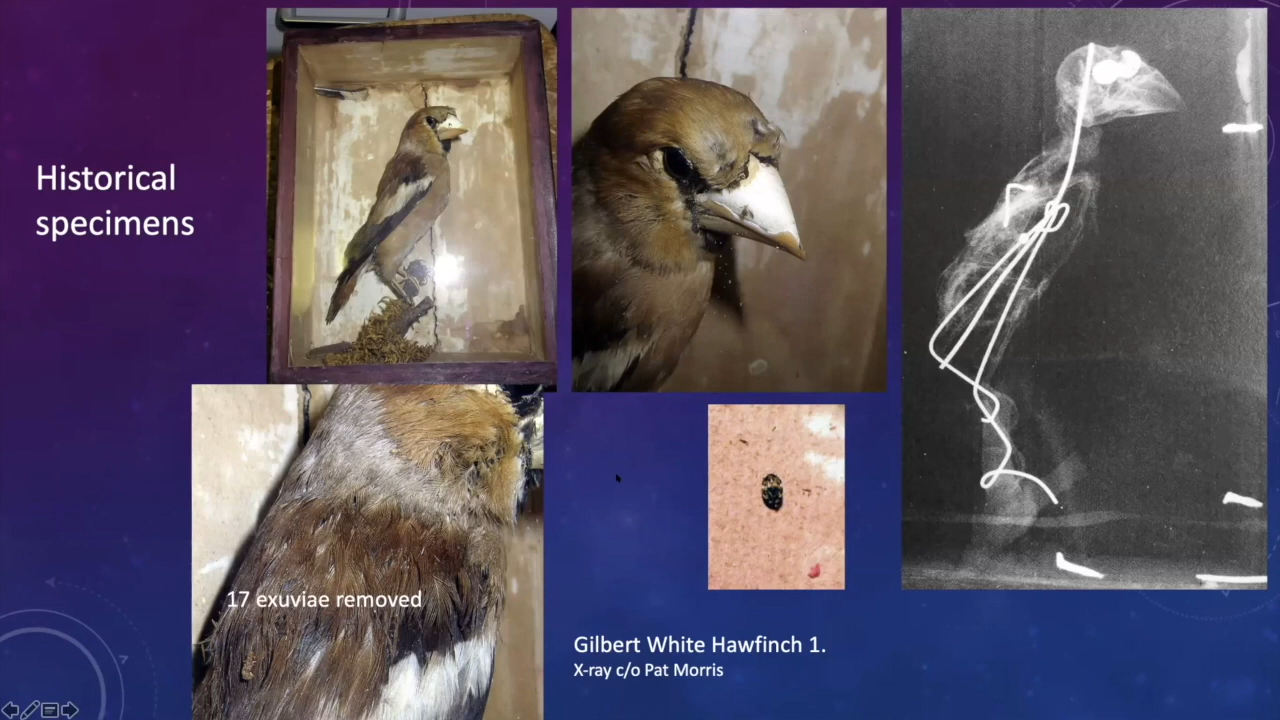 Historical
specimens
17 exuviae removed
Gilbert White Hawfinch 1.
X-ray c/o Pat Morris